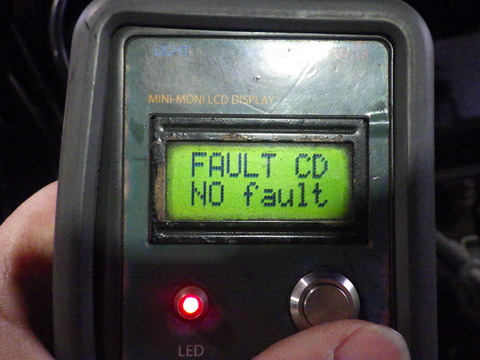 MINI-MONI LCD DISPLAY
FAULT CD
NO fault
LED